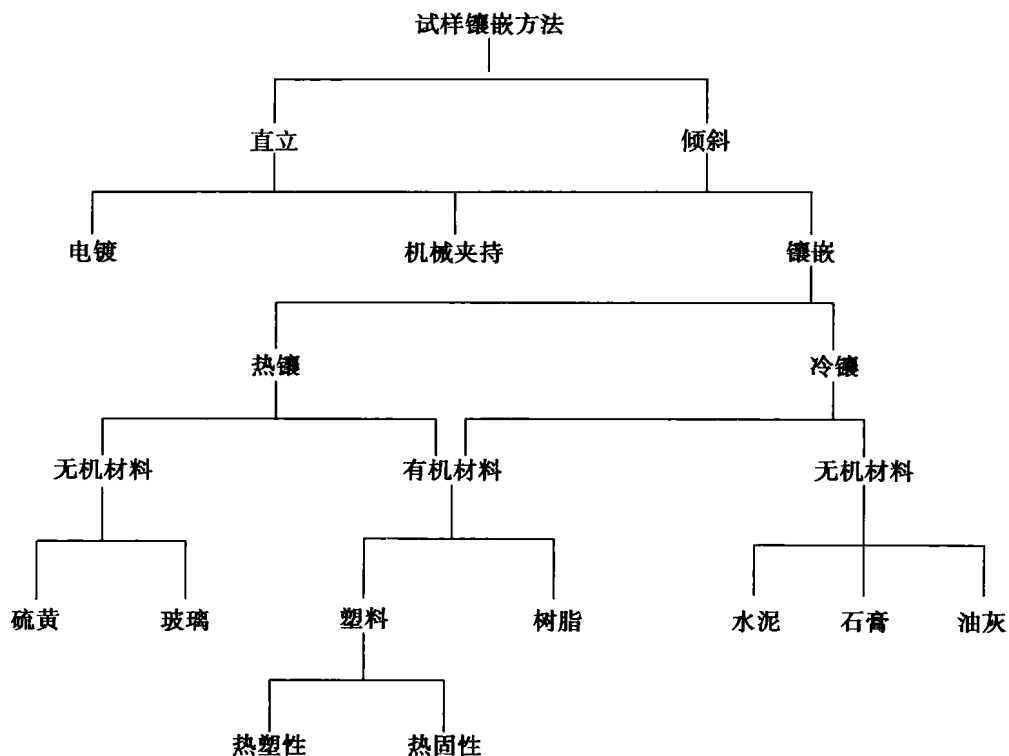 试样镶嵌方法
直立
倾斜
电镀
机械夹持
镶嵌
热镶
冷镶
无机材料
有机材料
无机材料
硫黄
玻璃
塑料
树脂
水泥
石膏
油灰
热塑性
热固性